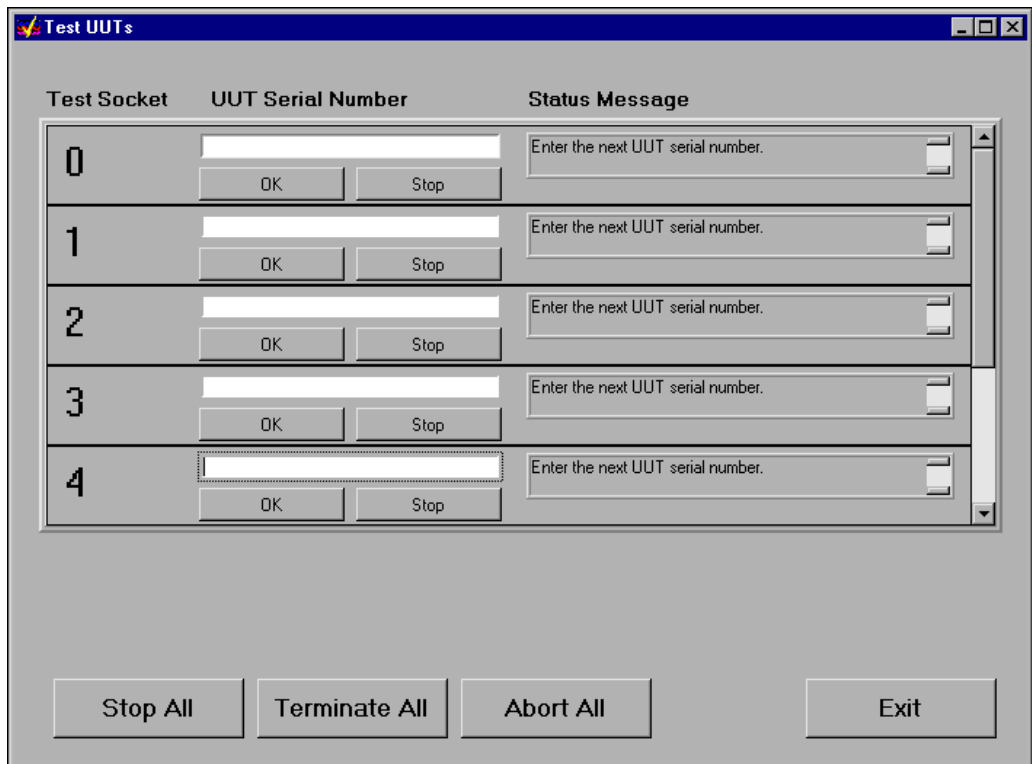 Test UUTs
Test Socket UUT Serial Number Status Message
0
Enter the next UUT serial number.
OK Stop
1
Enter the next UUT serial number.
OK Stop
2
Enter the next UUT serial number.
OK Stop
3
Enter the next UUT serial number.
OK Stop
4
Enter the next UUT serial number.
OK Stop
Stop All Terminate All Abort All Exit